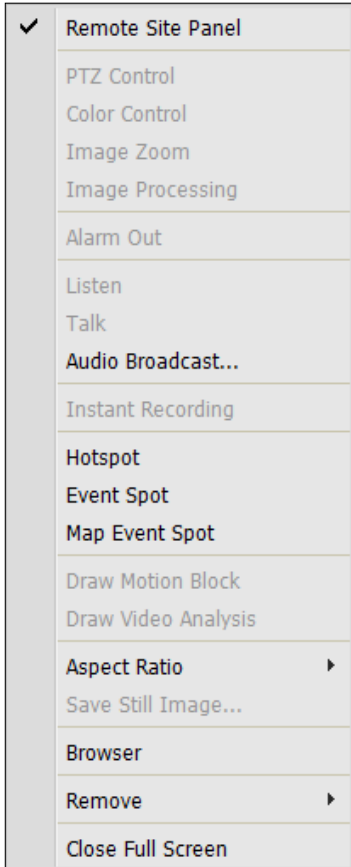 Remote Site Panel
PTZ Control
Color Control
Image Zoom
Image Processing
Alarm Out
Listen
Talk
Audio Broadcast...
Instant Recording
Hotspot
Event Spot
Map Event Spot
Draw Motion Block
Draw Video Analysis
Aspect Ratio
Save Still Image...
Browser
Remove
Close Full Screen